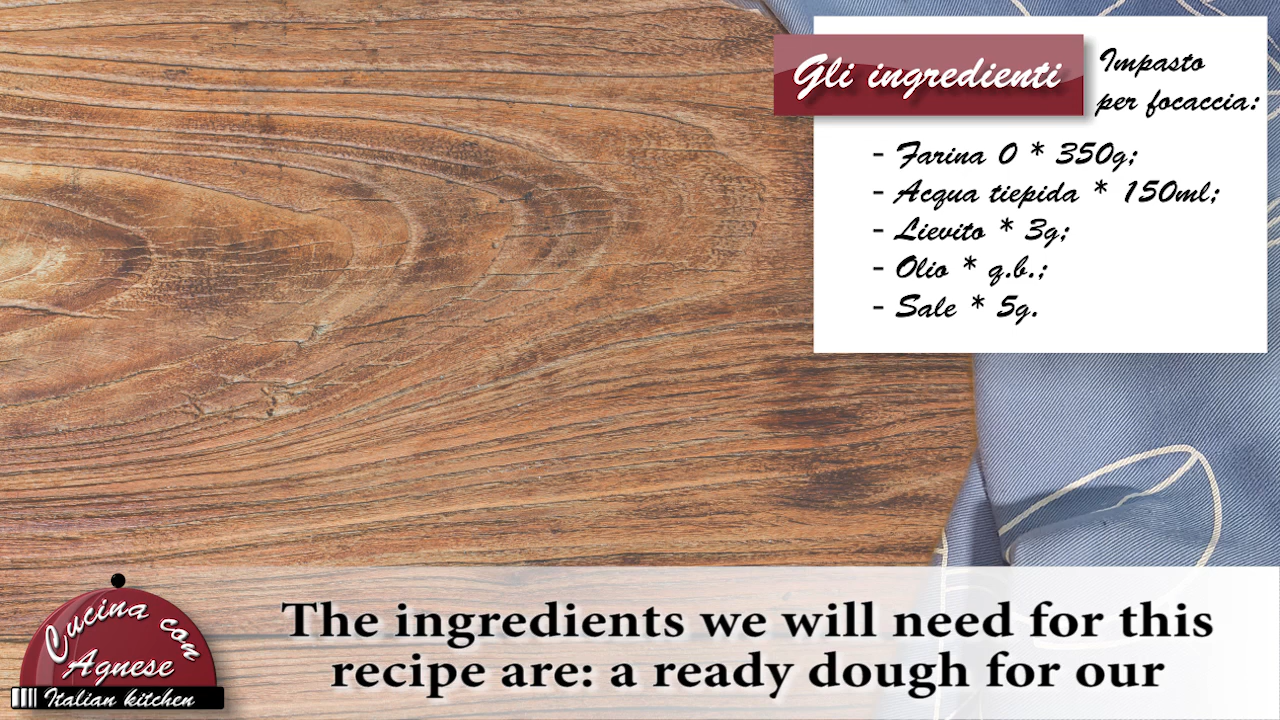 Gli ingredienti
Impasto
per focaccia:
- Farina 0 * 350g;
- Acqua tiepida * 150ml;
- Lievito * 3g;
- Olio * q.b.;
- Sale * 5g.
The ingredients we will need for this
recipe are: a ready dough for our
Cucina con
Agnese
Italian kitchen